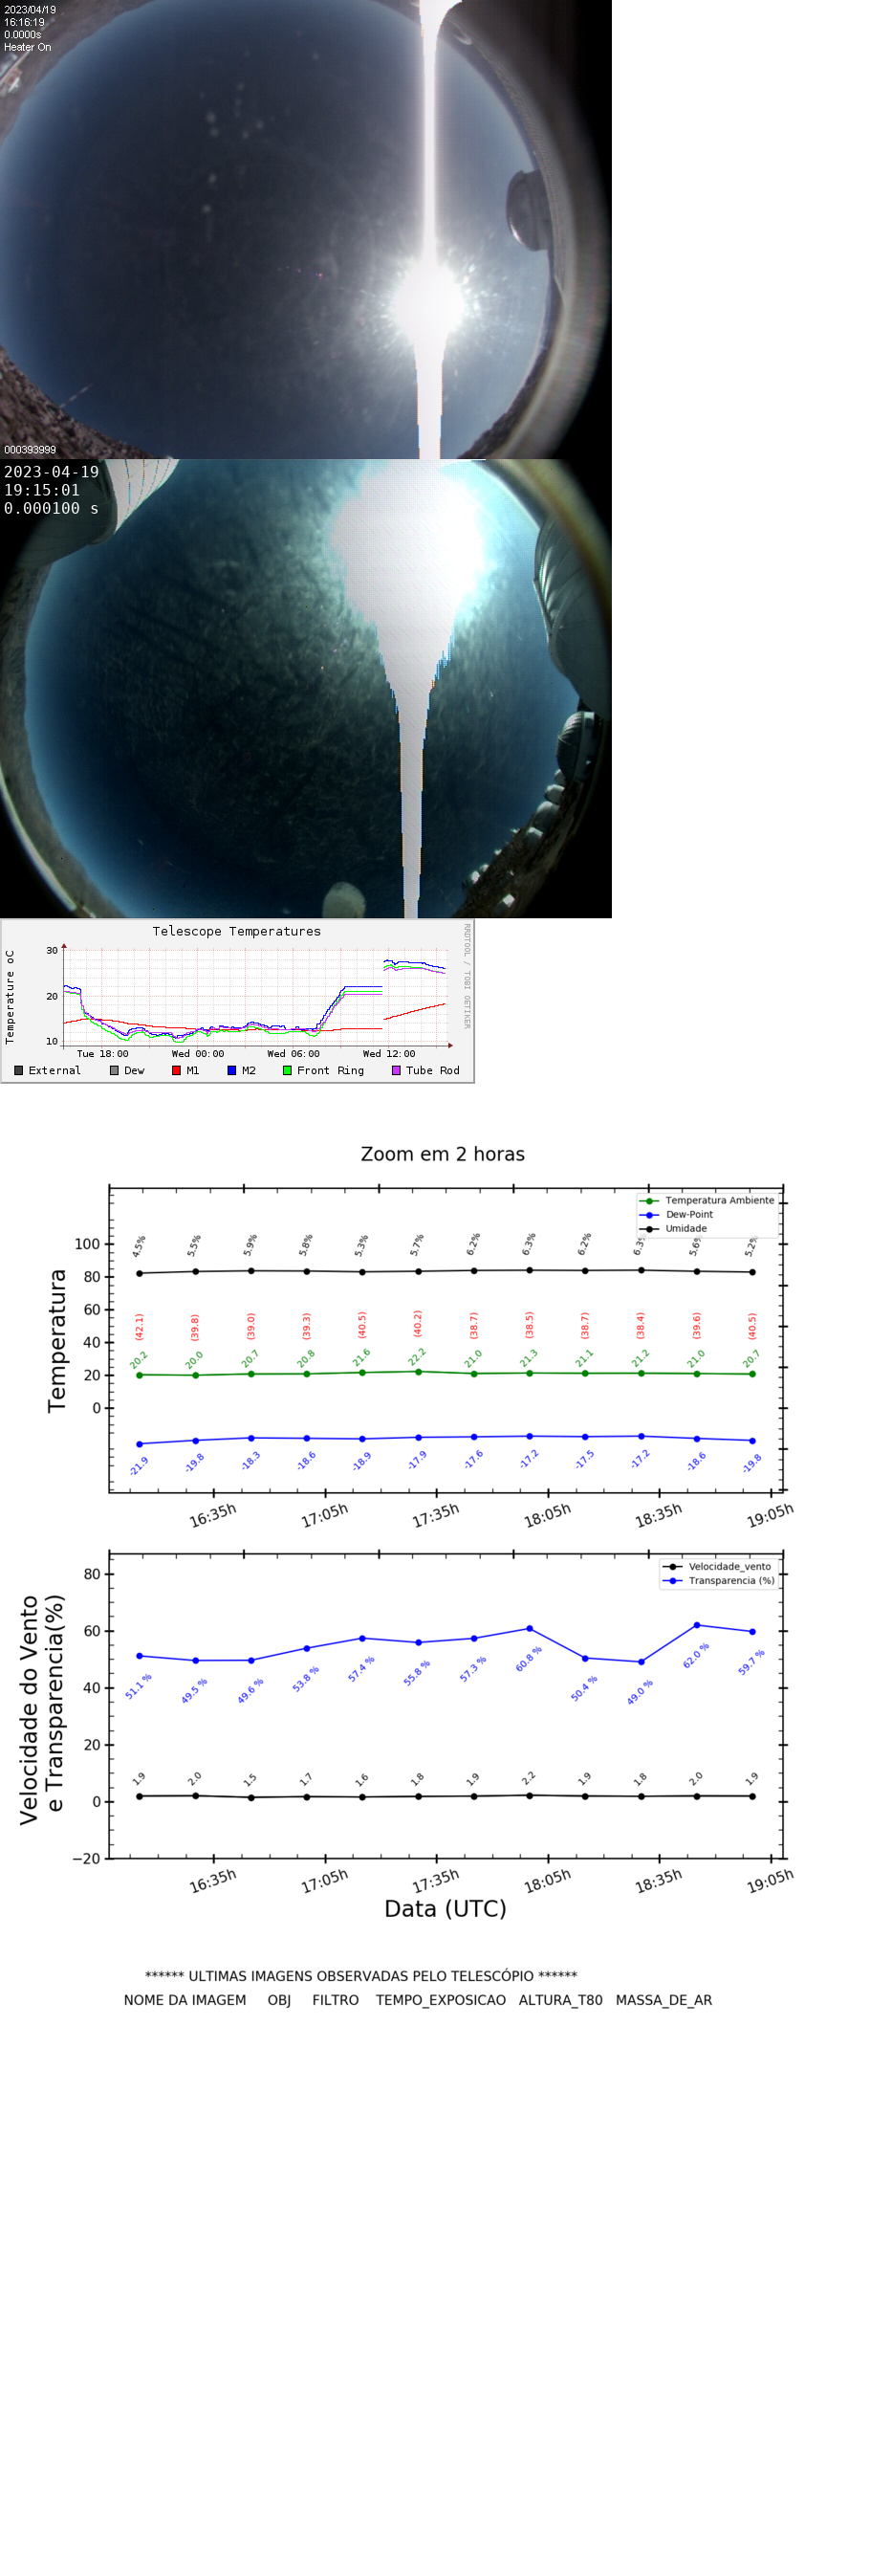 2023/04/19
16:16:19
0.0000s
Heater On
000393999
2023-04-19
19:15:01
0.000100 s
Telescope Temperatures
RRDTOOL / TOBI OETIKER
Temperature oC
30
20
10
Tue 18:00 Wed 00:00 Wed 06:00 Wed 12:00
External Dew M1 M2 Front Ring Tube Rod
Zoom em 2 horas
Temperatura Ambiente
Dew-Point
Umidade
Temperatura
100
80
60
40
20
0
4.5% 5.5% 5.9% 5.8% 5.3% 5.7% 6.2% 6.3% 6.2% 6.3% 5.6% 5.2%
(42.1) (39.8) (39.0) (39.3) (40.5) (40.2) (38.7) (38.5) (38.7) (38.4) (39.6) (40.5)
20.2 20.0 20.7 20.8 21.6 22.2 21.0 21.3 21.1 21.2 21.0 20.7
-21.9 -19.8 -18.3 -18.6 -18.9 -17.9 -17.6 -17.2 -17.5 -17.2 -18.6 -19.8
16:35h 17:05h 17:35h 18:05h 18:35h 19:05h
Velocidade_vento
Transparencia (%)
Velocidade do Vento
e Transparencia(%)
80
60
40
20
0
−20
51.1 % 49.5 % 49.6 % 53.8 % 57.4 % 55.8 % 57.3 % 60.8 % 50.4 % 49.0 % 62.0 % 59.7 %
1.9 2.0 1.5 1.7 1.6 1.8 1.9 2.2 1.9 1.8 2.0 1.9
16:35h 17:05h 17:35h 18:05h 18:35h 19:05h
Data (UTC)
****** ULTIMAS IMAGENS OBSERVADAS PELO TELESCÓPIO ******
NOME DA IMAGEM OBJ FILTRO TEMPO_EXPOSICAO ALTURA_T80 MASSA_DE_AR